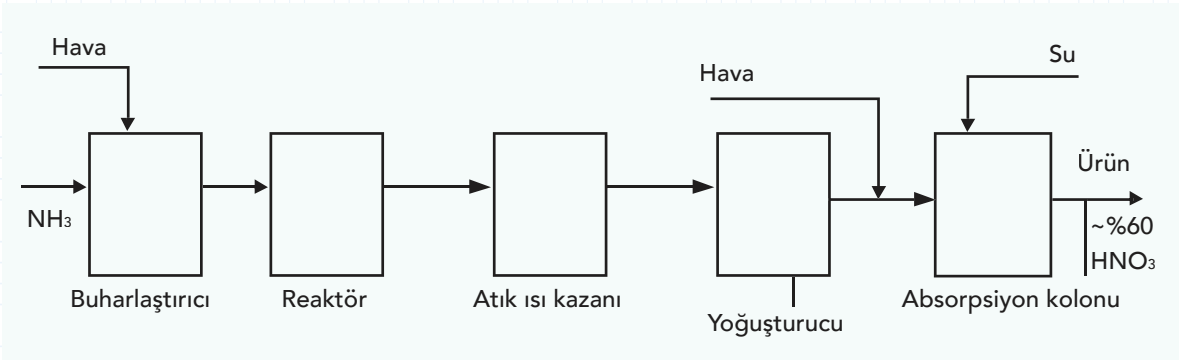 Hava
Hava
Su
NH₃
Ürün
~%60
HNO₃
Buharlaştırıcı
Reaktör
Atık ısı kazanı
Yoğuşturucu
Absorpsiyon kolonu